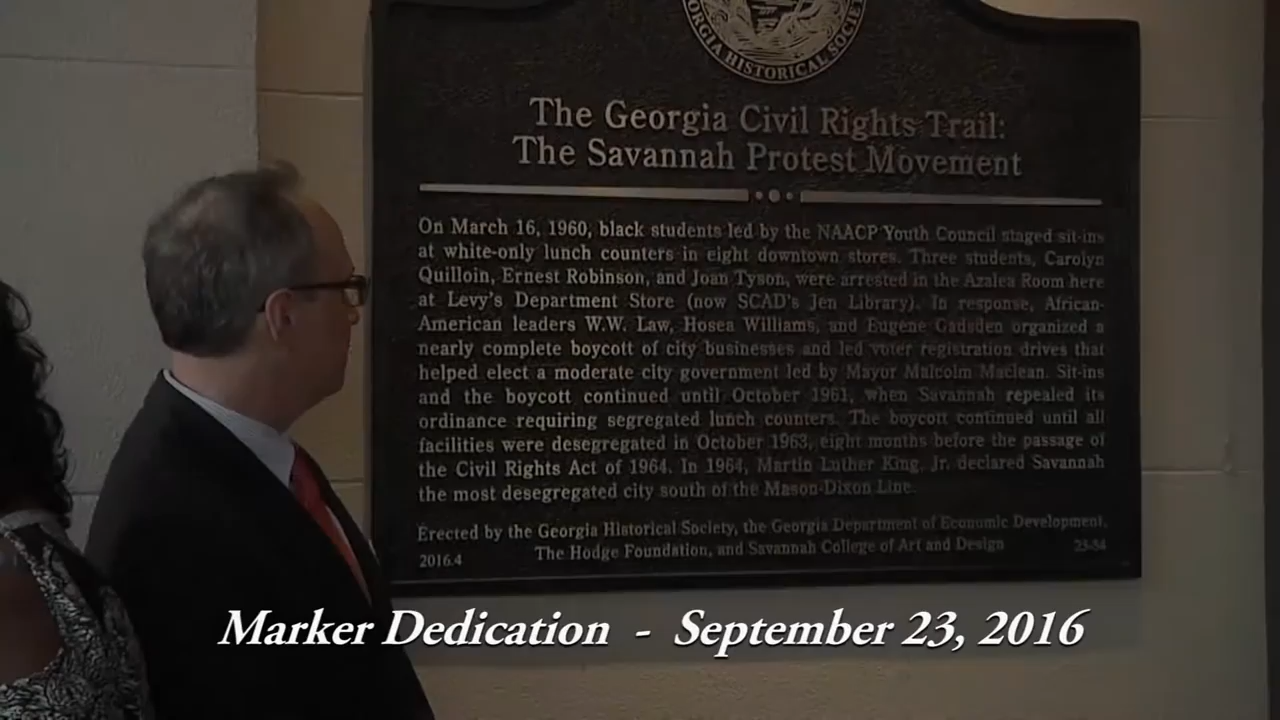 GEORGIA HISTORICAL SOCIETY
The Georgia Civil Rights Trail:
The Savannah Protest Movement
On March 16, 1960, black students led by the NAACP Youth Council staged sit-ins
at white-only lunch counters in eight downtown stores. Three students, Carolyn
Quilloin, Ernest Robinson, and Joan Tyson, were arrested in the Azalea Room here
at Levy's Department Store (now SCAD's Jen Library). In response, African-
American leaders W.W. Law, Hosea Williams, and Eugene Gadsden organized a
nearly complete boycott of city businesses and led voter registration drives that
helped elect a moderate city government led by Mayor Malcolm Maclean. Sit-ins
and the boycott continued until October 1961, when Savannah repealed its
ordinance requiring segregated lunch counters. The boycott continued until all
facilities were desegregated in October 1963, eight months before the passage of
the Civil Rights Act of 1964. In 1964, Martin Luther King, Jr. declared Savannah
the most desegregated city south of the Mason-Dixon Line.
Erected by the Georgia Historical Society, the Georgia Department of Economic Development,
The Hodge Foundation, and Savannah College of Art and Design
2016.4 25-54
Marker Dedication - September 23, 2016